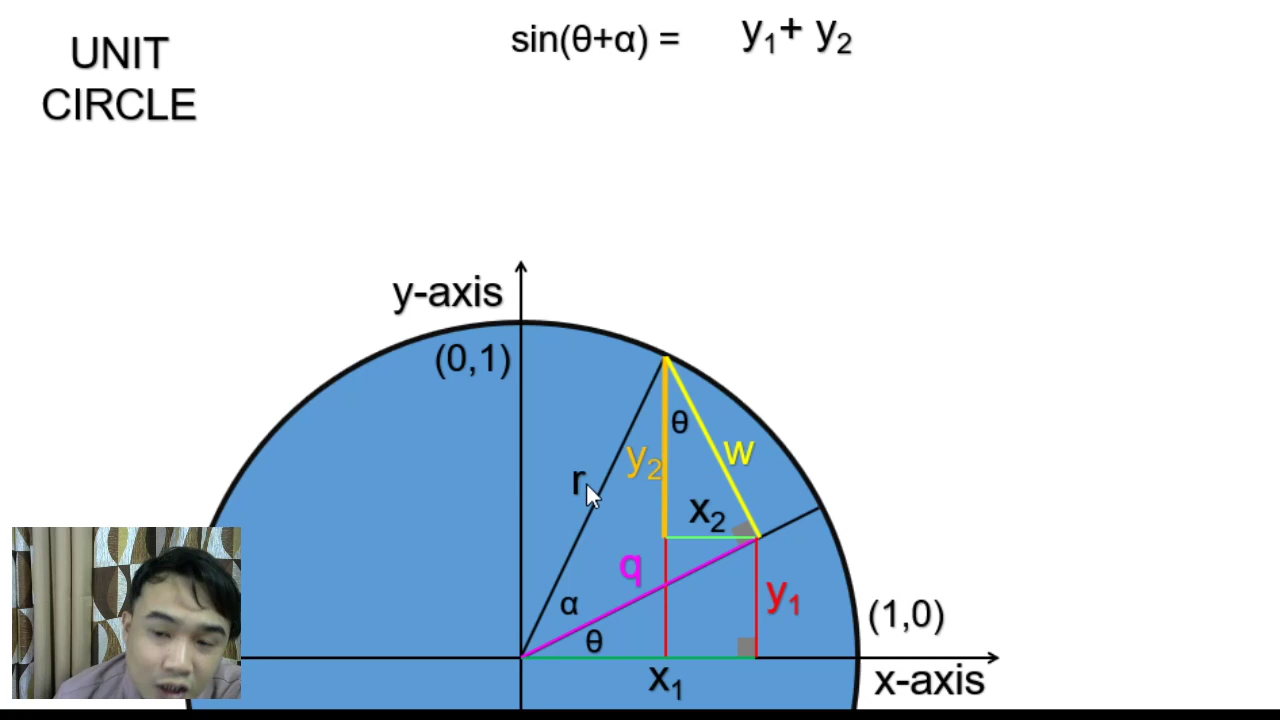 UNIT
CIRCLE
sin(θ+α) = y₁+ y₂
y-axis
(0,1)
θ
y₂
w
r
x₂
q
α
y₁
θ
(1,0)
x₁
x-axis